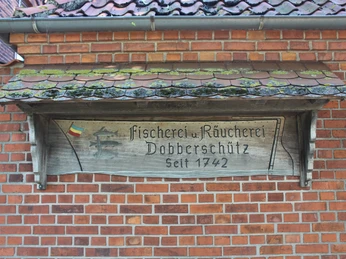 Fischerei u Räucherei
Dobberschütz
Seit 1742